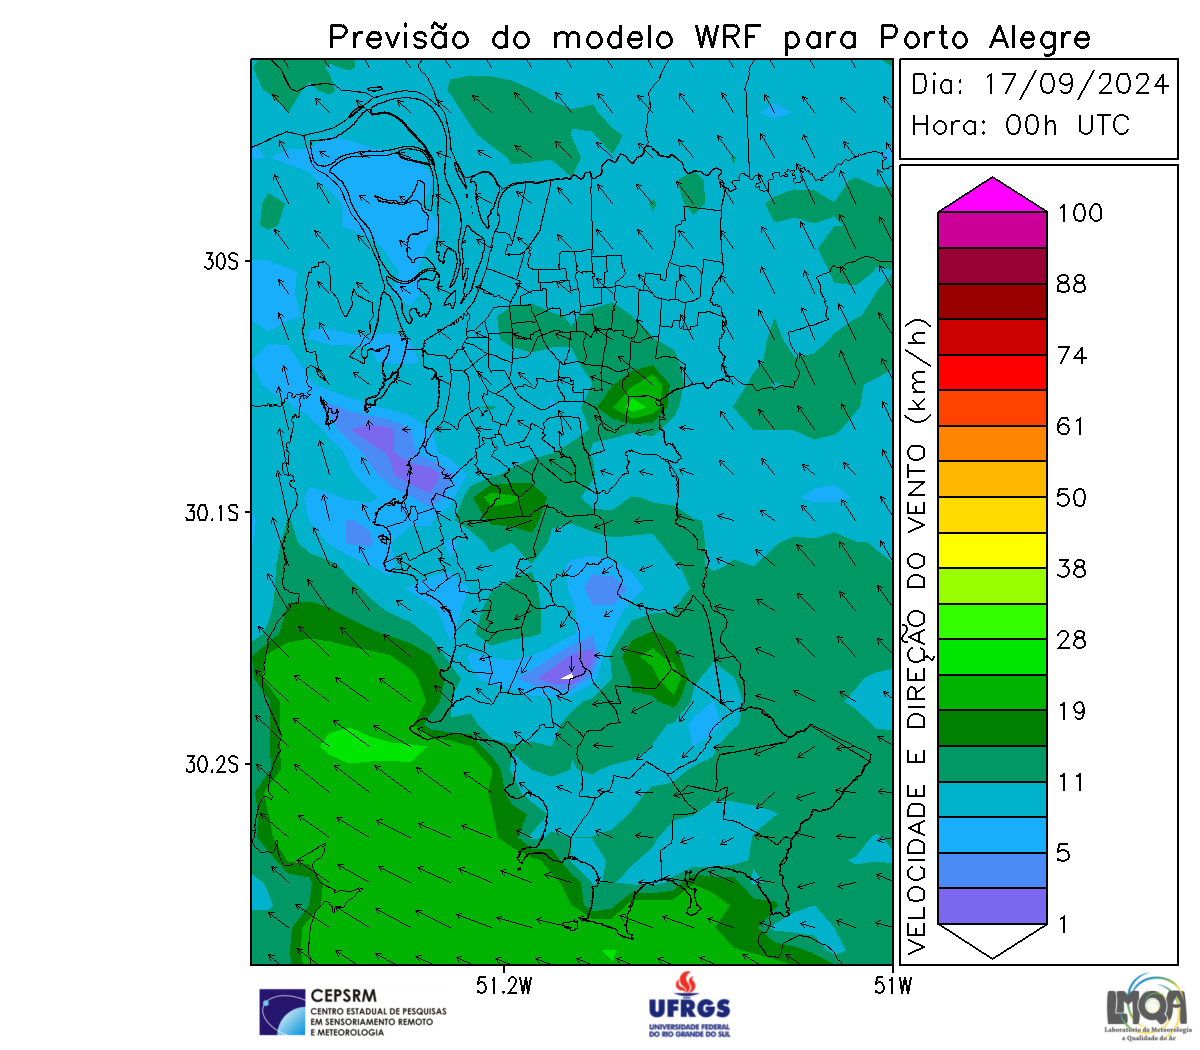 Previsão do modelo WRF para Porto Alegre
Dia: 17/09/2024
Hora: 00h UTC
30S
30.1S
30.2S
51.2W
51W
VELOCIDADE E DIREÇÃO DO VENTO (km/h)
100
88
74
61
50
38
28
19
11
5
1
CEPSRM
CENTRO ESTADUAL DE PESQUISAS
EM SENSORIAMENTO REMOTO
E METEOROLOGIA
UFRGS
UNIVERSIDADE FEDERAL
DO RIO GRANDE DO SUL
LMQA
Laboratório de Meteorologia
e Qualidade do Ar